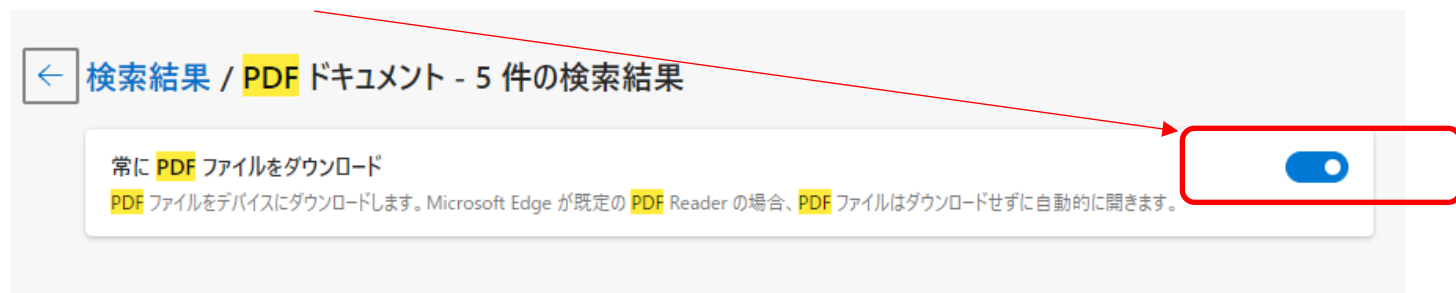 検索結果 / PDF ドキュメント - 5 件の検索結果
常に PDF ファイルをダウンロード
PDF ファイルをデバイスにダウンロードします。Microsoft Edge が既定の PDF Reader の場合、PDF ファイルはダウンロードせずに自動的に開きます。